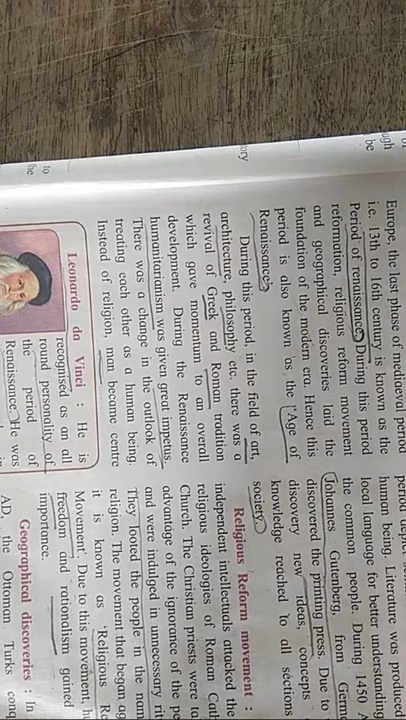 Europe, the last phase of mediaeval period
i.e. 13th to 16th century is known as the
Period of renaissance. During this period
reformation, religious reform movement
and geographical discoveries laid the
foundation of the modern era. Hence this
period is also known as the 'Age of
Renaissance'.
During this period, in the field of art,
architecture, philosophy etc. there was a
revival of Greek and Roman tradition
which gave momentum to an overall
development. During the Renaissance
humanitarianism was given great impetus.
There was a change in the outlook of
treating each other as a human being.
Instead of religion, man became centre
Leonardo da Vinci : He is
recognised as an all
round personality of
the period of
Renaissance. He was
human being. Literature was produced
local language for better understanding
the common people. During 1450 A
Johannes Gutenberg, from Germ
discovered the printing press. Due to
discovery new ideas, concepts
knowledge reached to all sections
society.
Religious Reform movement :
independent intellectuals attacked the
religious ideologies of Roman Cath
Church. The Christian priests were ta
advantage of the ignorance of the pe
and were indulged in unnecessary rit
They looted the people in the nam
religion. The movement that began ag
it is known as 'Religious Re
Movement'. Due to this movement, h
freedom and rationalism gained
importance.
Geographical discoveries : In
AD, the Ottoman Turks conq